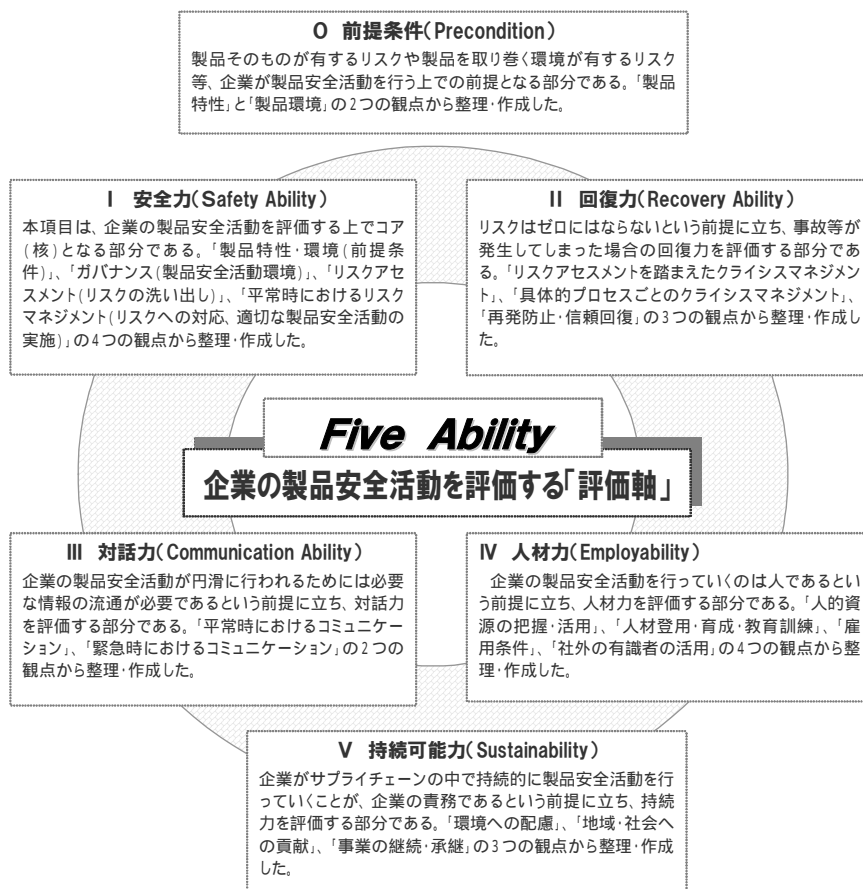 O 前提条件(Precondition)
製品そのものが有するリスクや製品を取り巻く環境が有するリスク
等、企業が製品安全活動を行う上での前提となる部分である。「製品
特性」と「製品環境」の2つの観点から整理・作成した。
I 安全力(Safety Ability)
本項目は、企業の製品安全活動を評価する上でコア
(核)となる部分である。「製品特性・環境(前提条
件)」、「ガバナンス(製品安全活動環境)」、「リスクアセ
スメント(リスクの洗い出し)」、「平常時におけるリスク
マネジメント(リスクへの対応、適切な製品安全活動の
実施)」の4つの観点から整理・作成した。
II 回復力(Recovery Ability)
リスクはゼロにはならないという前提に立ち、事故等が
発生してしまった場合の回復力を評価する部分であ
る。「リスクアセスメントを踏まえたクライシスマネジメン
ト」、「具体的プロセスごとのクライシスマネジメント」、
「再発防止・信頼回復」の3つの観点から整理・作成し
た。
Five Ability
企業の製品安全活動を評価する「評価軸」
III 対話力(Communication Ability)
企業の製品安全活動が円滑に行われるためには必要
な情報の流通が必要であるという前提に立ち、対話力
を評価する部分である。「平常時におけるコミュニケー
ション」、「緊急時におけるコミュニケーション」の2つの
観点から整理・作成した。
IV 人材力(Employability)
企業の製品安全活動を行っていくのは人であるとい
う前提に立ち、人材力を評価する部分である。「人的資
源の把握・活用」、「人材登用・育成・教育訓練」、「雇
用条件」、「社外の有識者の活用」の4つの観点から整
理・作成した。
V 持続可能力(Sustainability)
企業がサプライチェーンの中で持続的に製品安全活動を行
っていくことが、企業の責務であるという前提に立ち、持続
力を評価する部分である。「環境への配慮」、「地域・社会へ
の貢献」、「事業の継続・承継」の3つの観点から整理・作成
した。